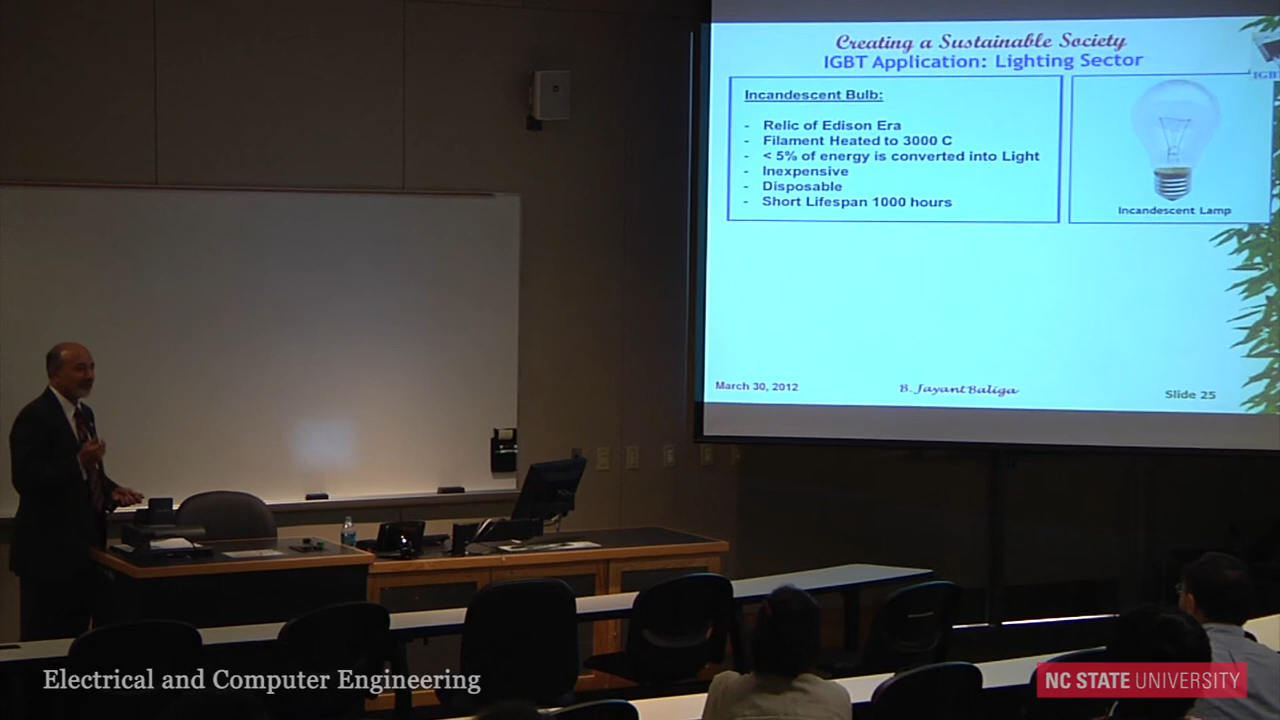 Creating a Sustainable Society
IGBT Application: Lighting Sector
IGB
Incandescent Bulb:
- Relic of Edison Era
- Filament Heated to 3000 C
- < 5% of energy is converted into Light
- Inexpensive
- Disposable
- Short Lifespan 1000 hours
Incandescent Lamp
March 30, 2012
B. Jayant Baliga
Slide 25
Electrical and Computer Engineering
NC STATE UNIVERSITY